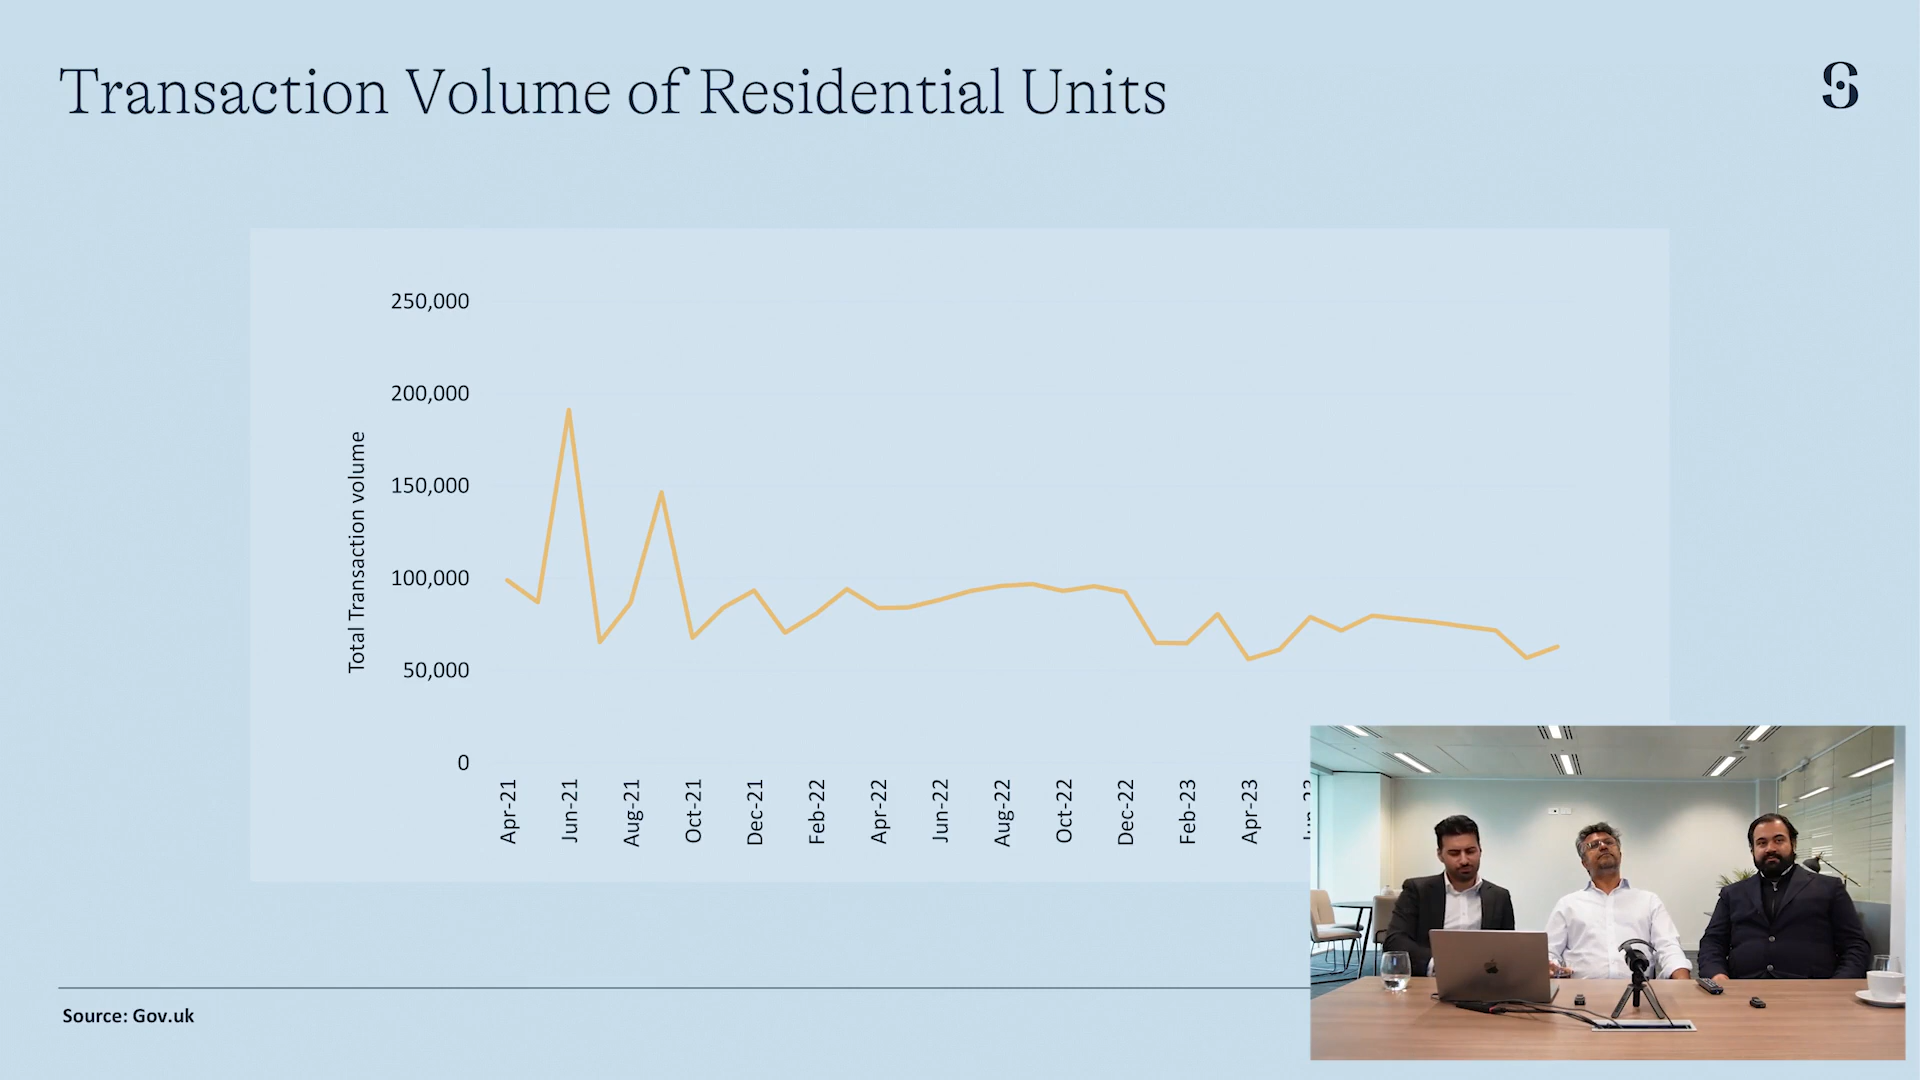 Transaction Volume of Residential Units
250,000
200,000
150,000
100,000
50,000
0
Total Transaction volume
Apr-21
Jun-21
Aug-21
Oct-21
Dec-21
Feb-22
Apr-22
Jun-22
Aug-22
Oct-22
Dec-22
Feb-23
Apr-23
Source: Gov.uk